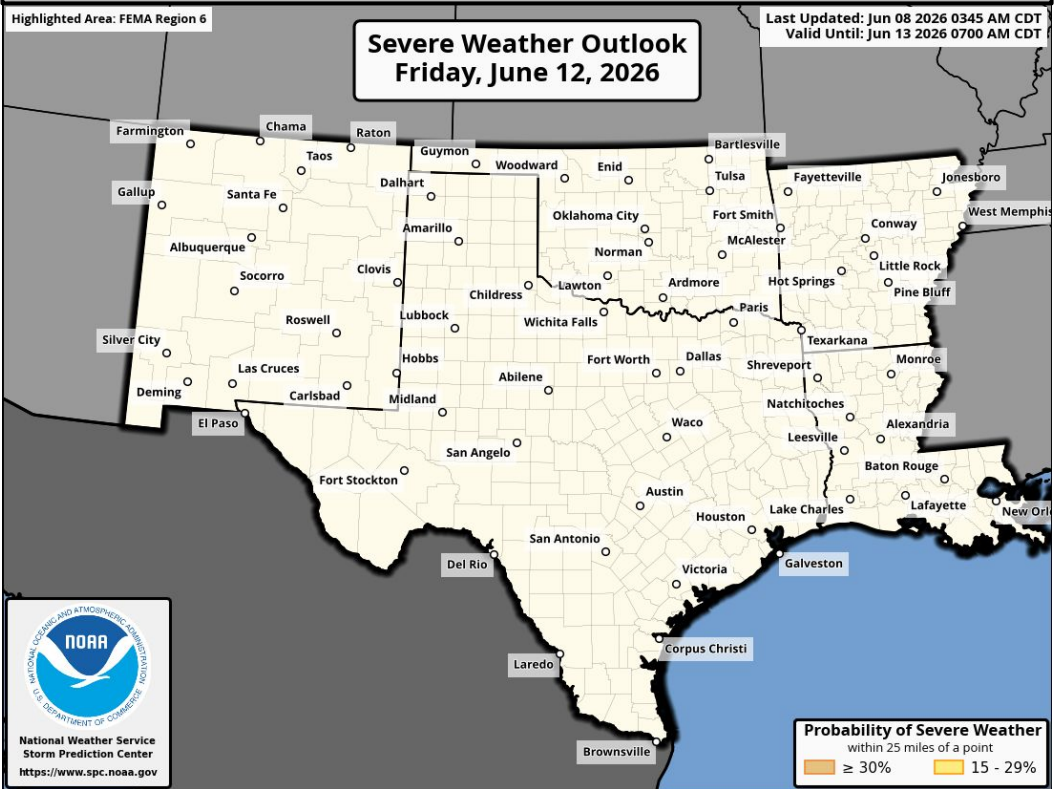 Highlighted Area: FEMA Region 6
Last Updated: Jun 08 2026 0345 AM CDT
Valid Until: Jun 13 2026 0700 AM CDT
Severe Weather Outlook
Friday, June 12, 2026
Farmington
Chama
Raton
Taos
Guymon
Woodward
Enid
Bartlesville
Tulsa
Fayetteville
Jonesboro
Gallup
Santa Fe
Dalhart
Oklahoma City
Fort Smith
West Memphis
Albuquerque
Amarillo
Norman
McAlester
Conway
Little Rock
Socorro
Clovis
Childress
Lawton
Ardmore
Hot Springs
Pine Bluff
Roswell
Lubbock
Wichita Falls
Paris
Texarkana
Silver City
Las Cruces
Hobbs
Abilene
Fort Worth
Dallas
Shreveport
Monroe
Deming
Carlsbad
Midland
Natchitoches
El Paso
Waco
Leesville
Alexandria
San Angelo
Baton Rouge
Fort Stockton
Austin
Houston
Lake Charles
Lafayette
New Orl
San Antonio
Del Rio
Victoria
Galveston
Laredo
Corpus Christi
Brownsville
NATIONAL OCEANIC AND ATMOSPHERIC ADMINISTRATION
NOAA
U.S. DEPARTMENT OF COMMERCE
National Weather Service
Storm Prediction Center
https://www.spc.noaa.gov
Probability of Severe Weather
within 25 miles of a point
≥ 30%
15 - 29%